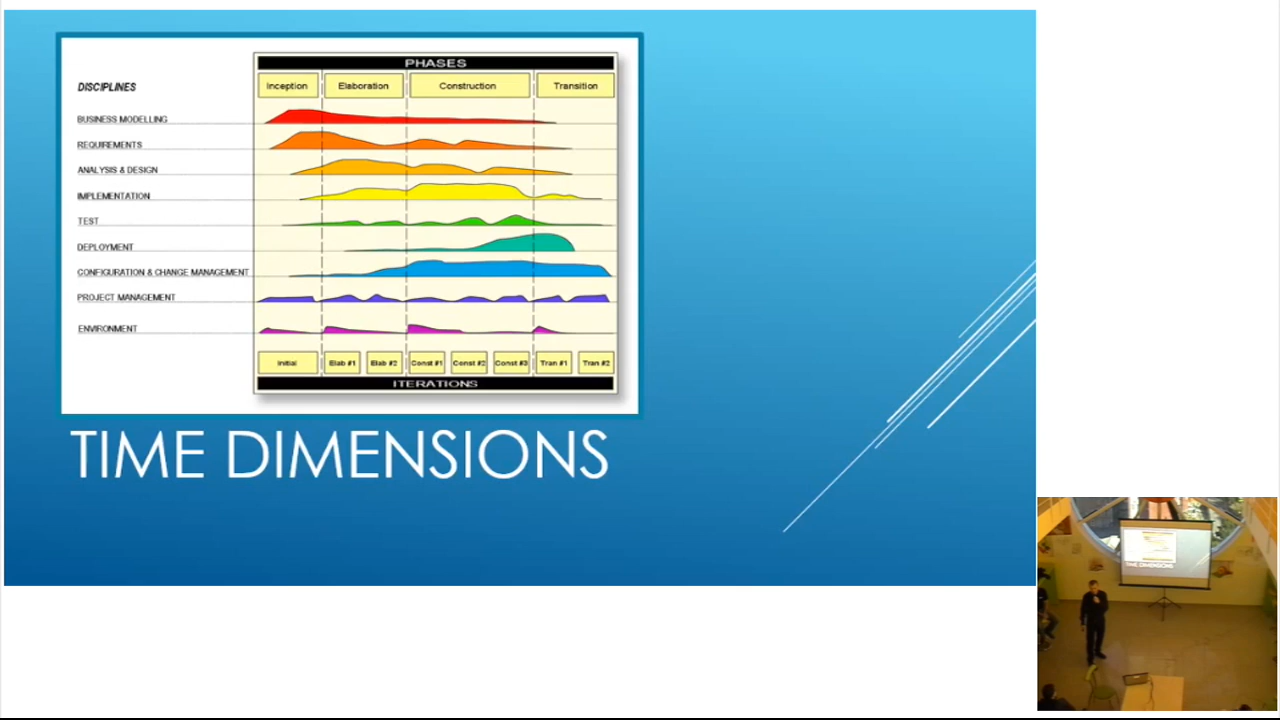 PHASES
DISCIPLINES
Inception Elaboration Construction Transition
BUSINESS MODELLING
REQUIREMENTS
ANALYSIS & DESIGN
IMPLEMENTATION
TEST
DEPLOYMENT
CONFIGURATION & CHANGE MANAGEMENT
PROJECT MANAGEMENT
ENVIRONMENT
Initial Elab #1 Elab #2 Const #1 Const #2 Const #3 Tran #1 Tran #2
ITERATIONS
TIME DIMENSIONS
TIME DIMENSIONS